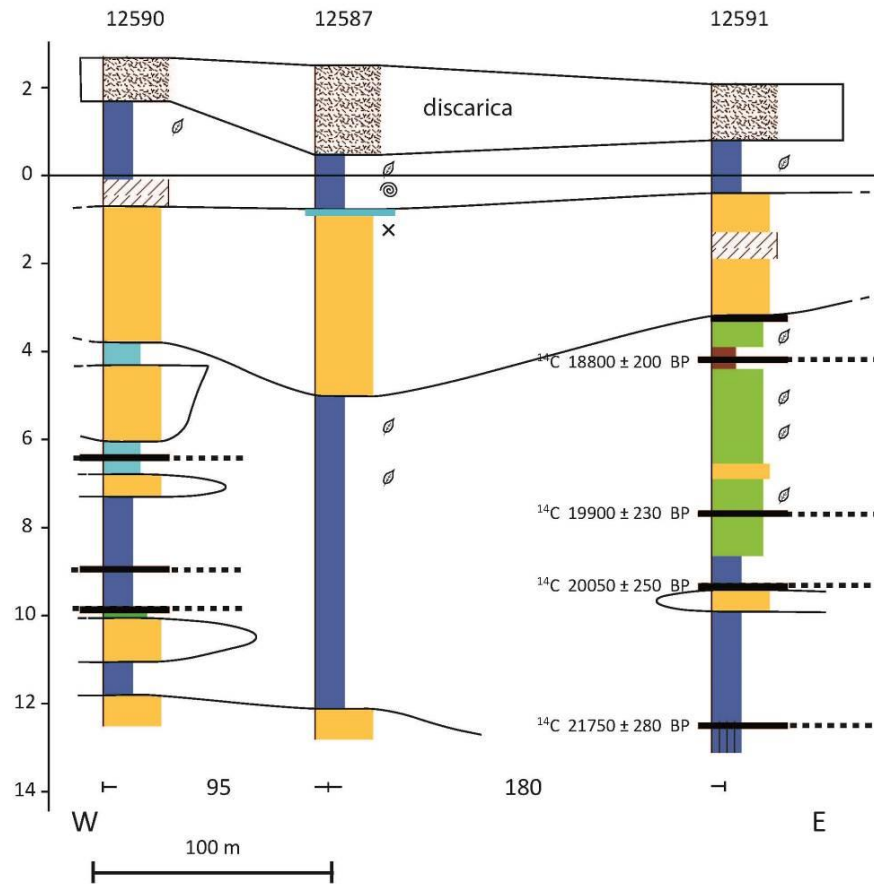 12590 12587 12591
2
discarica
0
2
4
¹⁴C 18800 ± 200 BP
6
8
¹⁴C 19900 ± 230 BP
¹⁴C 20050 ± 250 BP
10
12
¹⁴C 21750 ± 280 BP
14
95 180
W E
100 m